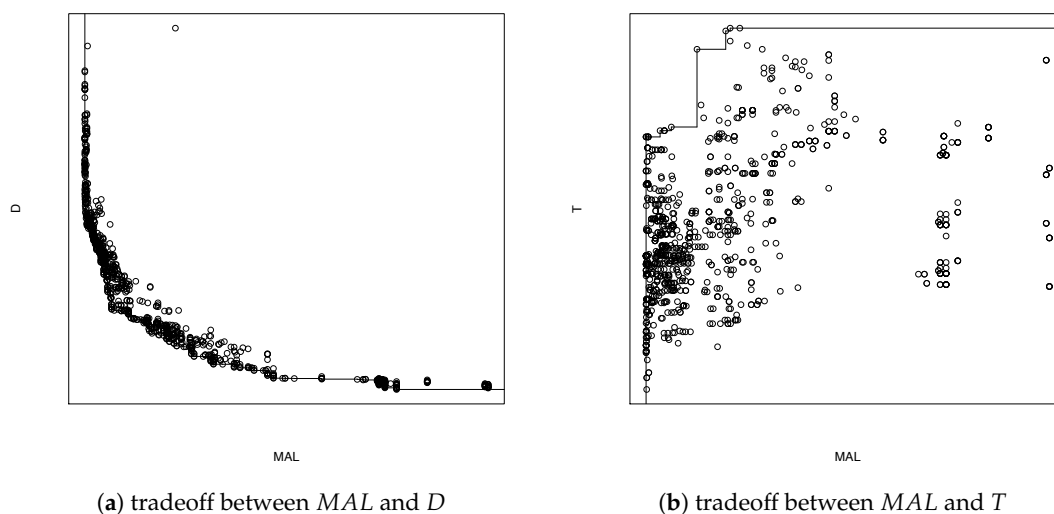 D
T
MAL
MAL
(a) tradeoff between MAL and D
(b) tradeoff between MAL and T